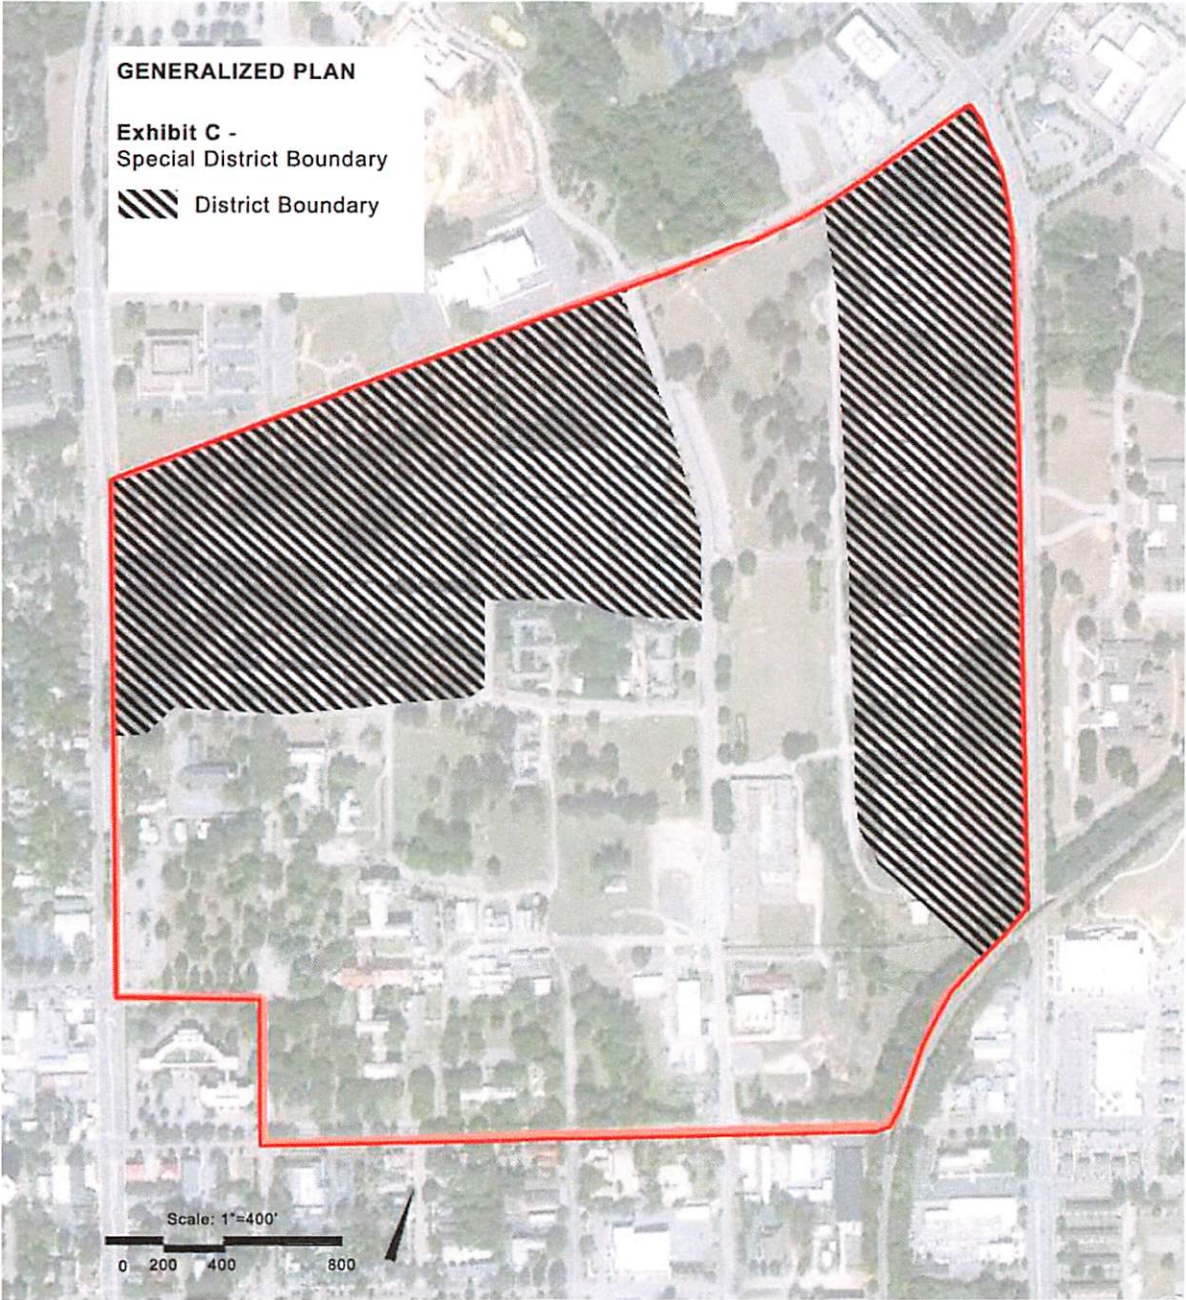 GENERALIZED PLAN
Exhibit C -
Special District Boundary
District Boundary
Scale: 1"=400'
0 200 400 800